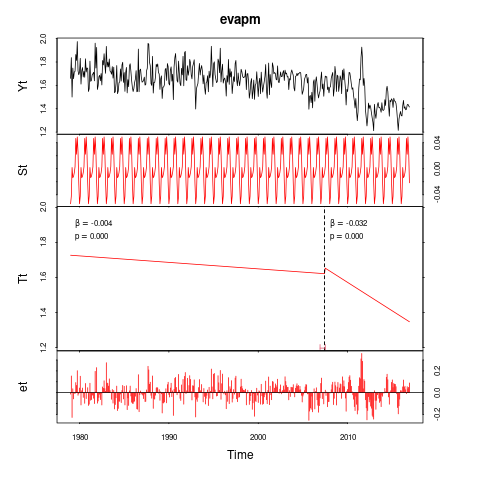 evapm
Yt
1.2 1.4 1.6 1.8 2.0
St
-0.04 0.00 0.04
Tt
1.2 1.4 1.6 1.8 2.0
β = -0.004
p = 0.000
β = -0.032
p = 0.000
et
-0.2 0.0 0.2
1980 1990 2000 2010
Time